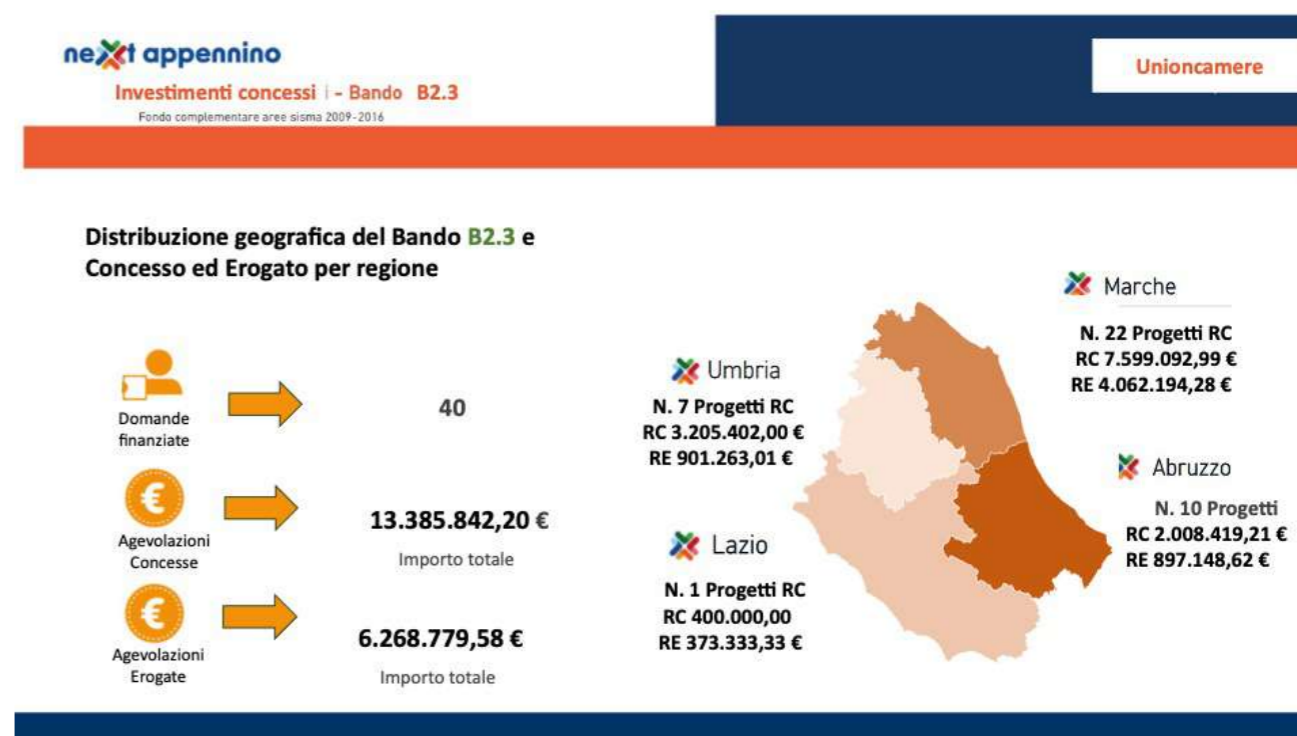 nexxt appennino
Unioncamere
Investimenti concessi i - Bando B2.3
Fondo complementare aree sisma 2009-2016
Distribuzione geografica del Bando B2.3 e
Concesso ed Erogato per regione
Domande
finanziate
40
Agevolazioni
Concesse
13.385.842,20 €
Importo totale
Agevolazioni
Erogate
6.268.779,58 €
Importo totale
Umbria
N. 7 Progetti RC
RC 3.205.402,00 €
RE 901.263,01 €
Lazio
N. 1 Progetti RC
RC 400.000,00
RE 373.333,33 €
Marche
N. 22 Progetti RC
RC 7.599.092,99 €
RE 4.062.194,28 €
Abruzzo
N. 10 Progetti
RC 2.008.419,21 €
RE 897.148,62 €